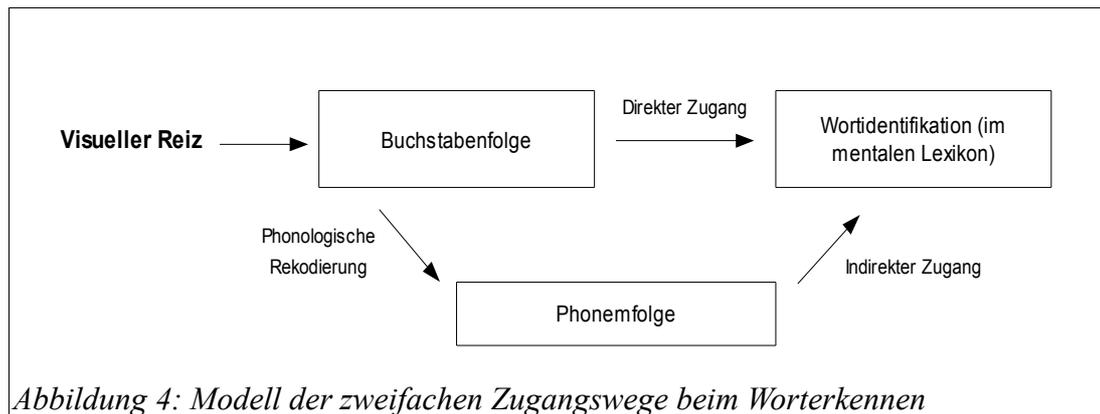 Visueller Reiz
Buchstabenfolge
Direkter Zugang
Wortidentifikation (im
mentalen Lexikon)
Phonologische
Rekodierung
Indirekter Zugang
Phonemfolge
Abbildung 4: Modell der zweifachen Zugangswege beim Worterkennen